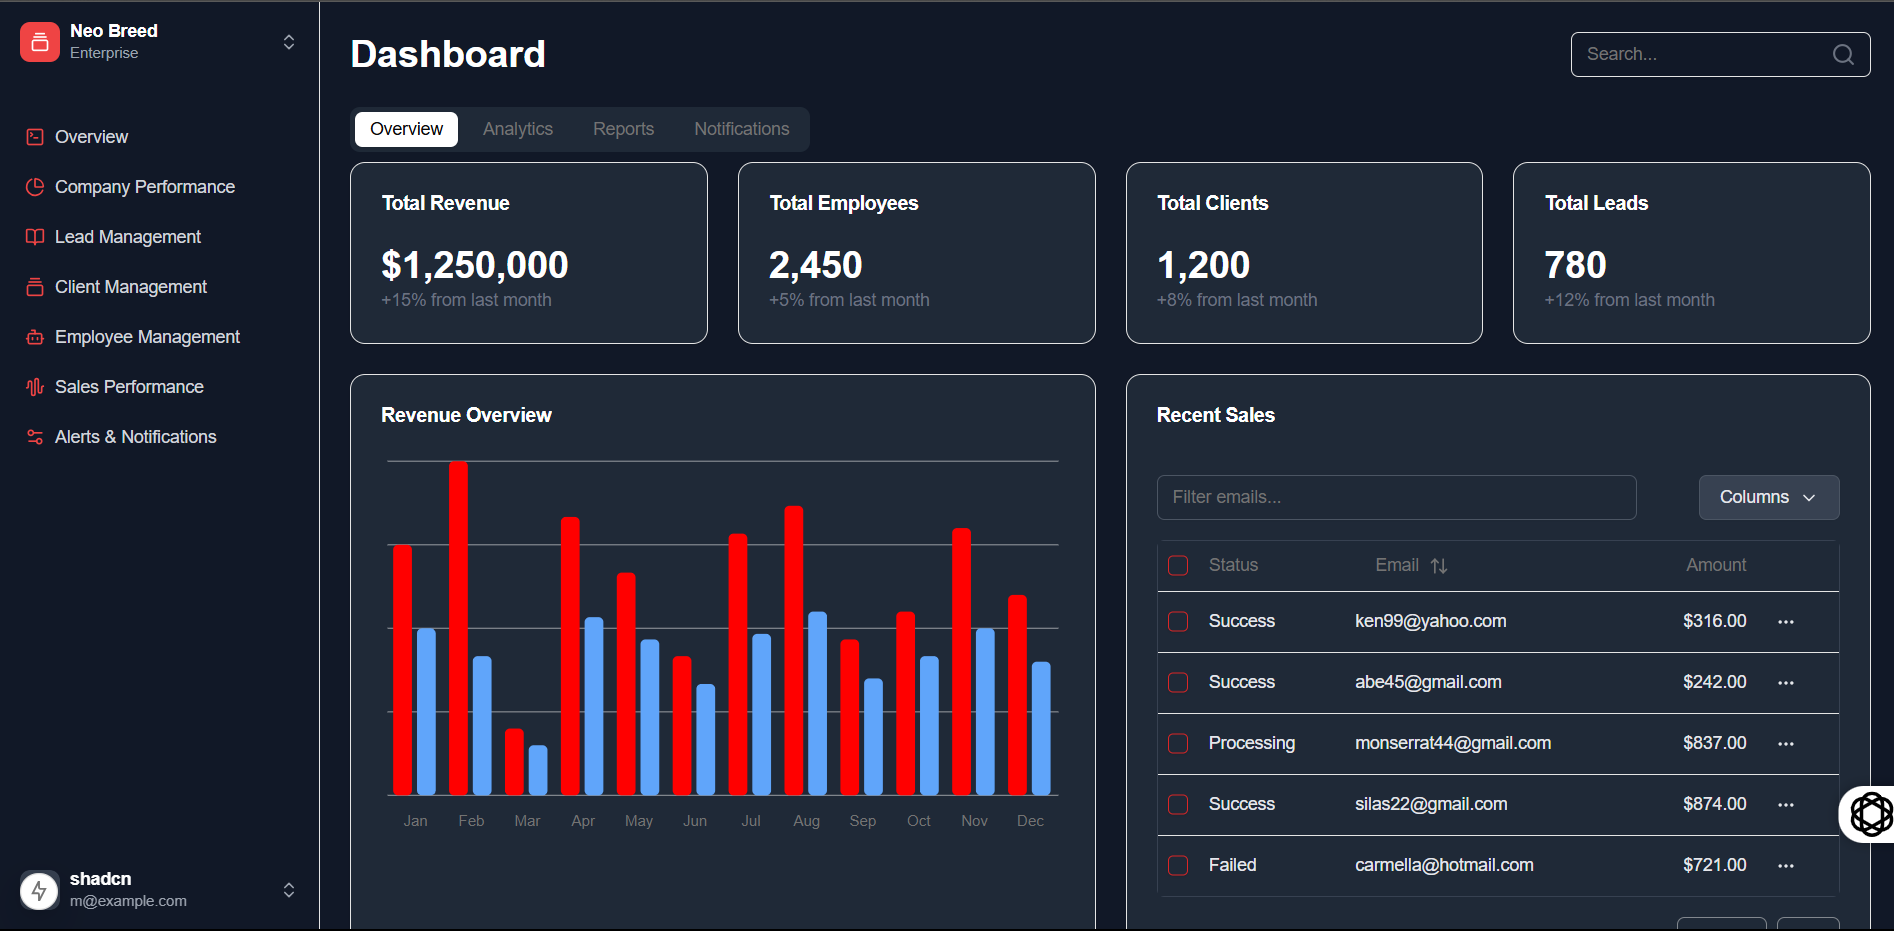 Neo Breed
Enterprise
Overview
Company Performance
Lead Management
Client Management
Employee Management
Sales Performance
Alerts & Notifications
shadcn
m@example.com
Dashboard
Search...
Overview Analytics Reports Notifications
Total Revenue
$1,250,000
+15% from last month
Total Employees
2,450
+5% from last month
Total Clients
1,200
+8% from last month
Total Leads
780
+12% from last month
Revenue Overview
Jan Feb Mar Apr May Jun Jul Aug Sep Oct Nov Dec
Recent Sales
Filter emails...
Columns
Status Email Amount
Success ken99@yahoo.com $316.00
Success abe45@gmail.com $242.00
Processing monserrat44@gmail.com $837.00
Success silas22@gmail.com $874.00
Failed carmella@hotmail.com $721.00